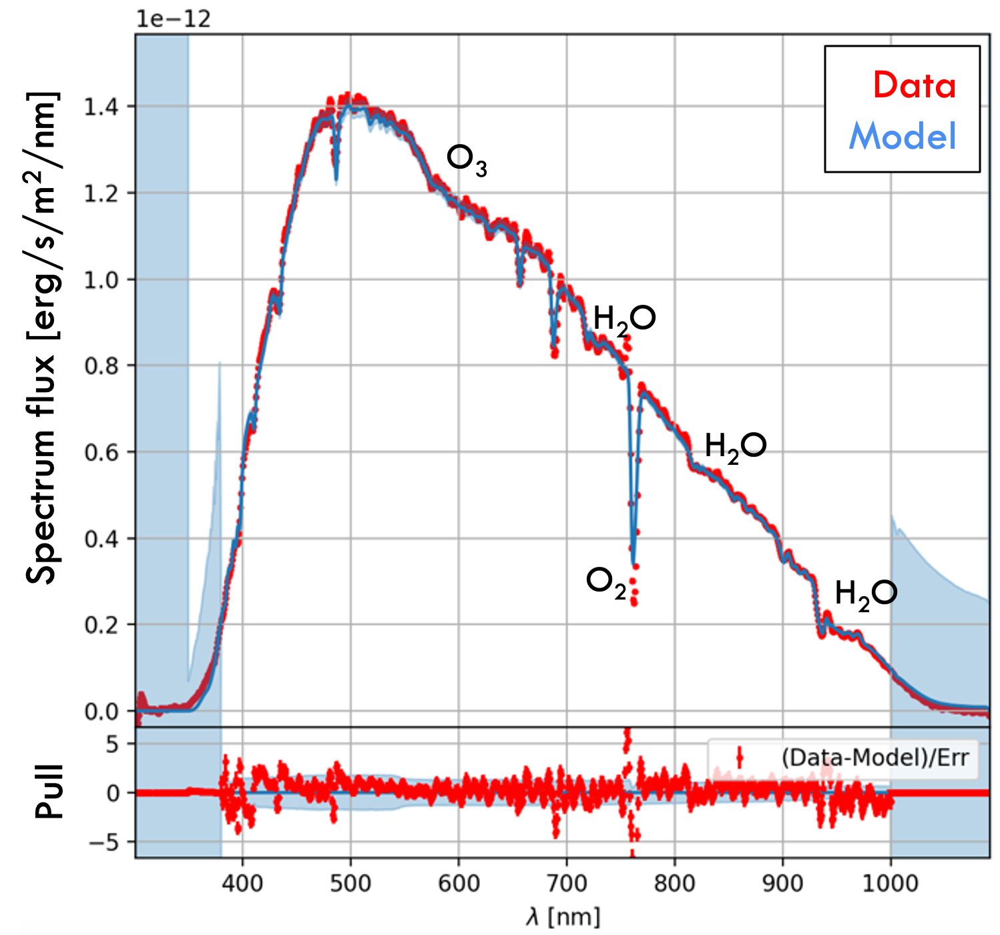 1e−12
Spectrum flux [erg/s/m²/nm]
1.4
1.2
1.0
0.8
0.6
0.4
0.2
0.0
Data
Model
O₃
H₂O
H₂O
O₂
H₂O
Pull
5
0
−5
(Data-Model)/Err
400 500 600 700 800 900 1000
λ [nm]